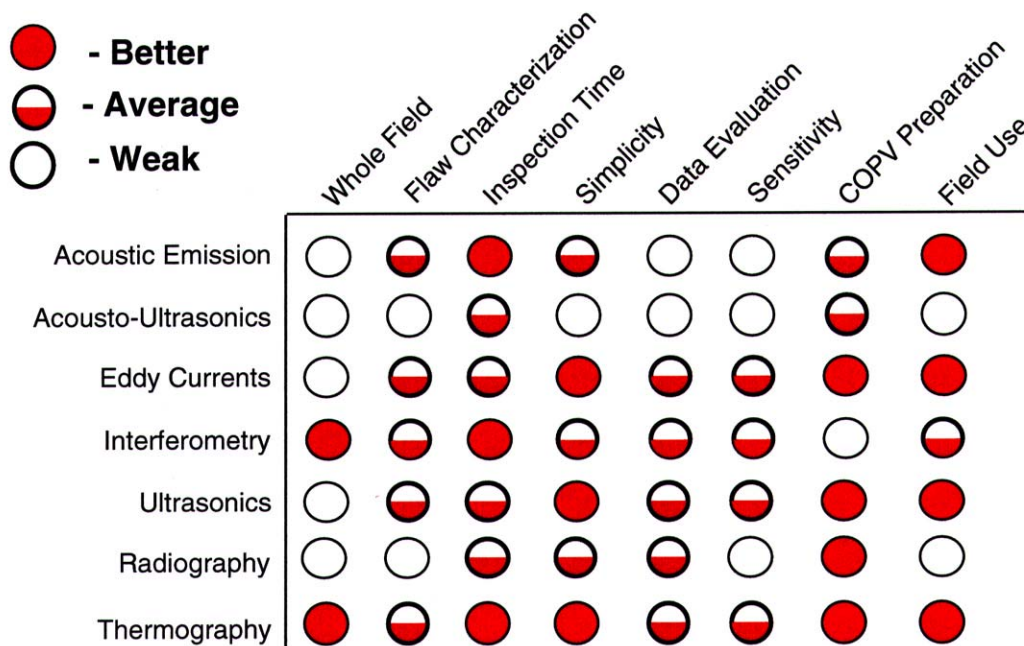 - Better
- Average
- Weak
Whole Field
Flaw Characterization
Inspection Time
Simplicity
Data Evaluation
Sensitivity
COPV Preparation
Field Use
Acoustic Emission
Acousto-Ultrasonics
Eddy Currents
Interferometry
Ultrasonics
Radiography
Thermography